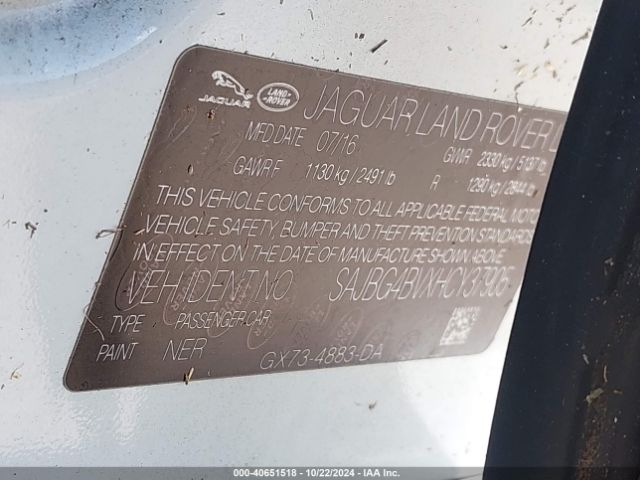 JAGUAR
LAND ROVER
JAGUAR LAND ROVER L
MFD DATE 07/16 GVWR 2330 kg / 5137 lb
GAWR F 1130 kg / 2491 lb R 1290 kg / 2844 lb
THIS VEHICLE CONFORMS TO ALL APPLICABLE FEDERAL MOTO
VEHICLE, SAFETY, BUMPER AND THEFT PREVENTION STANDARDS
IN EFFECT ON THE DATE OF MANUFACTURE SHOWN ABOVE.
VEH IDENT NO. SAJBG4BVXHCY37905
TYPE PASSENGER CAR
PAINT NER GX73-4883-DA
000-40651518 - 10/22/2024 - IAA Inc.